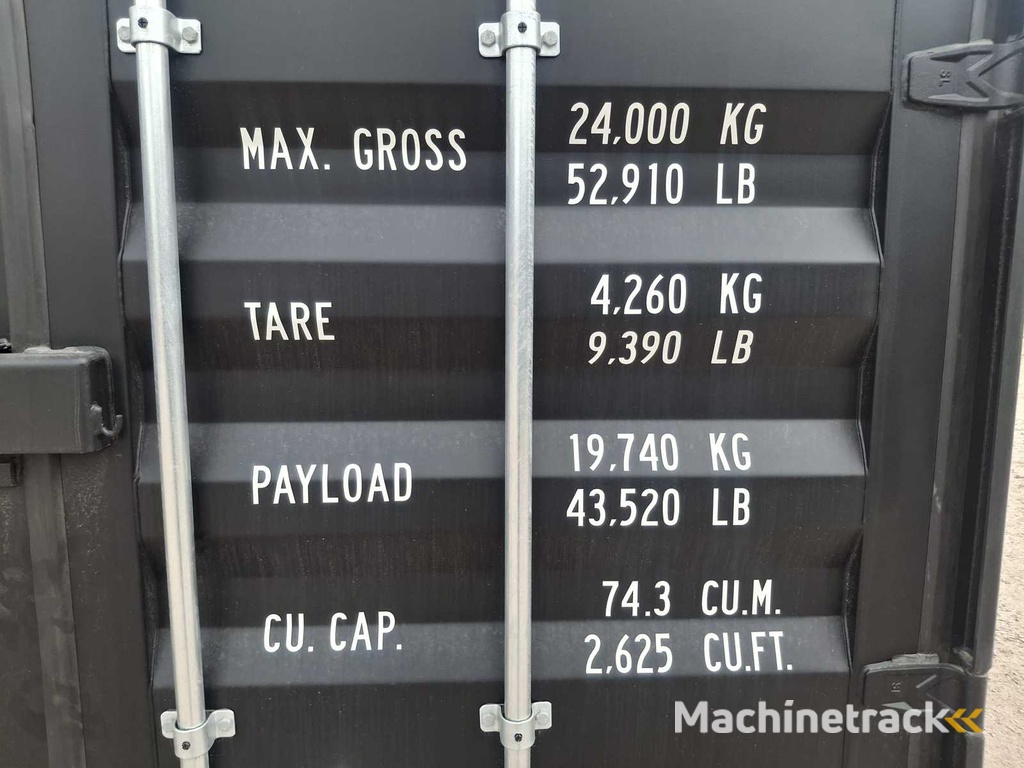 MAX. GROSS 24,000 KG
52,910 LB
TARE 4,260 KG
9,390 LB
PAYLOAD 19,740 KG
43,520 LB
CU. CAP. 74.3 CU.M.
2,625 CU.FT.
Machinetrack